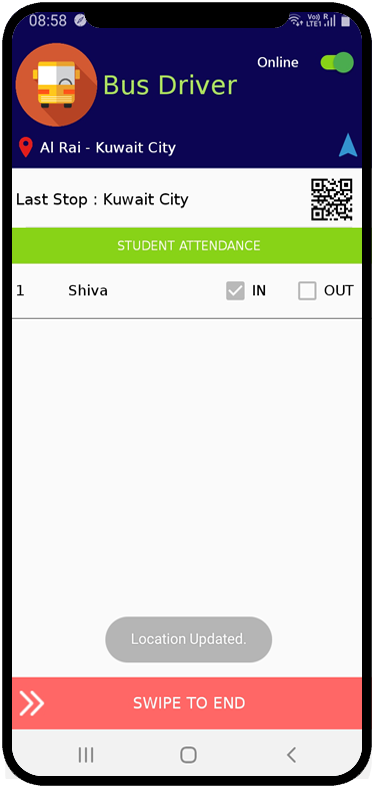 08:58 Vo)) R
LTE1
Online
Bus Driver
Al Rai - Kuwait City
Last Stop : Kuwait City
STUDENT ATTENDANCE
1 Shiva IN OUT
Location Updated.
SWIPE TO END